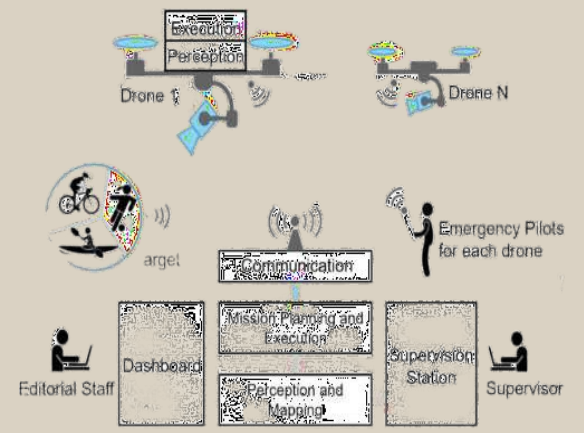 Execution
Perception
Drone
Drone N
arget
Emergency Pilots
for each drone
Communication
Mission Planning and
Execution
Dashboard
Supervision
Station
Editorial Staff
Supervisor
Perception and
Mapping